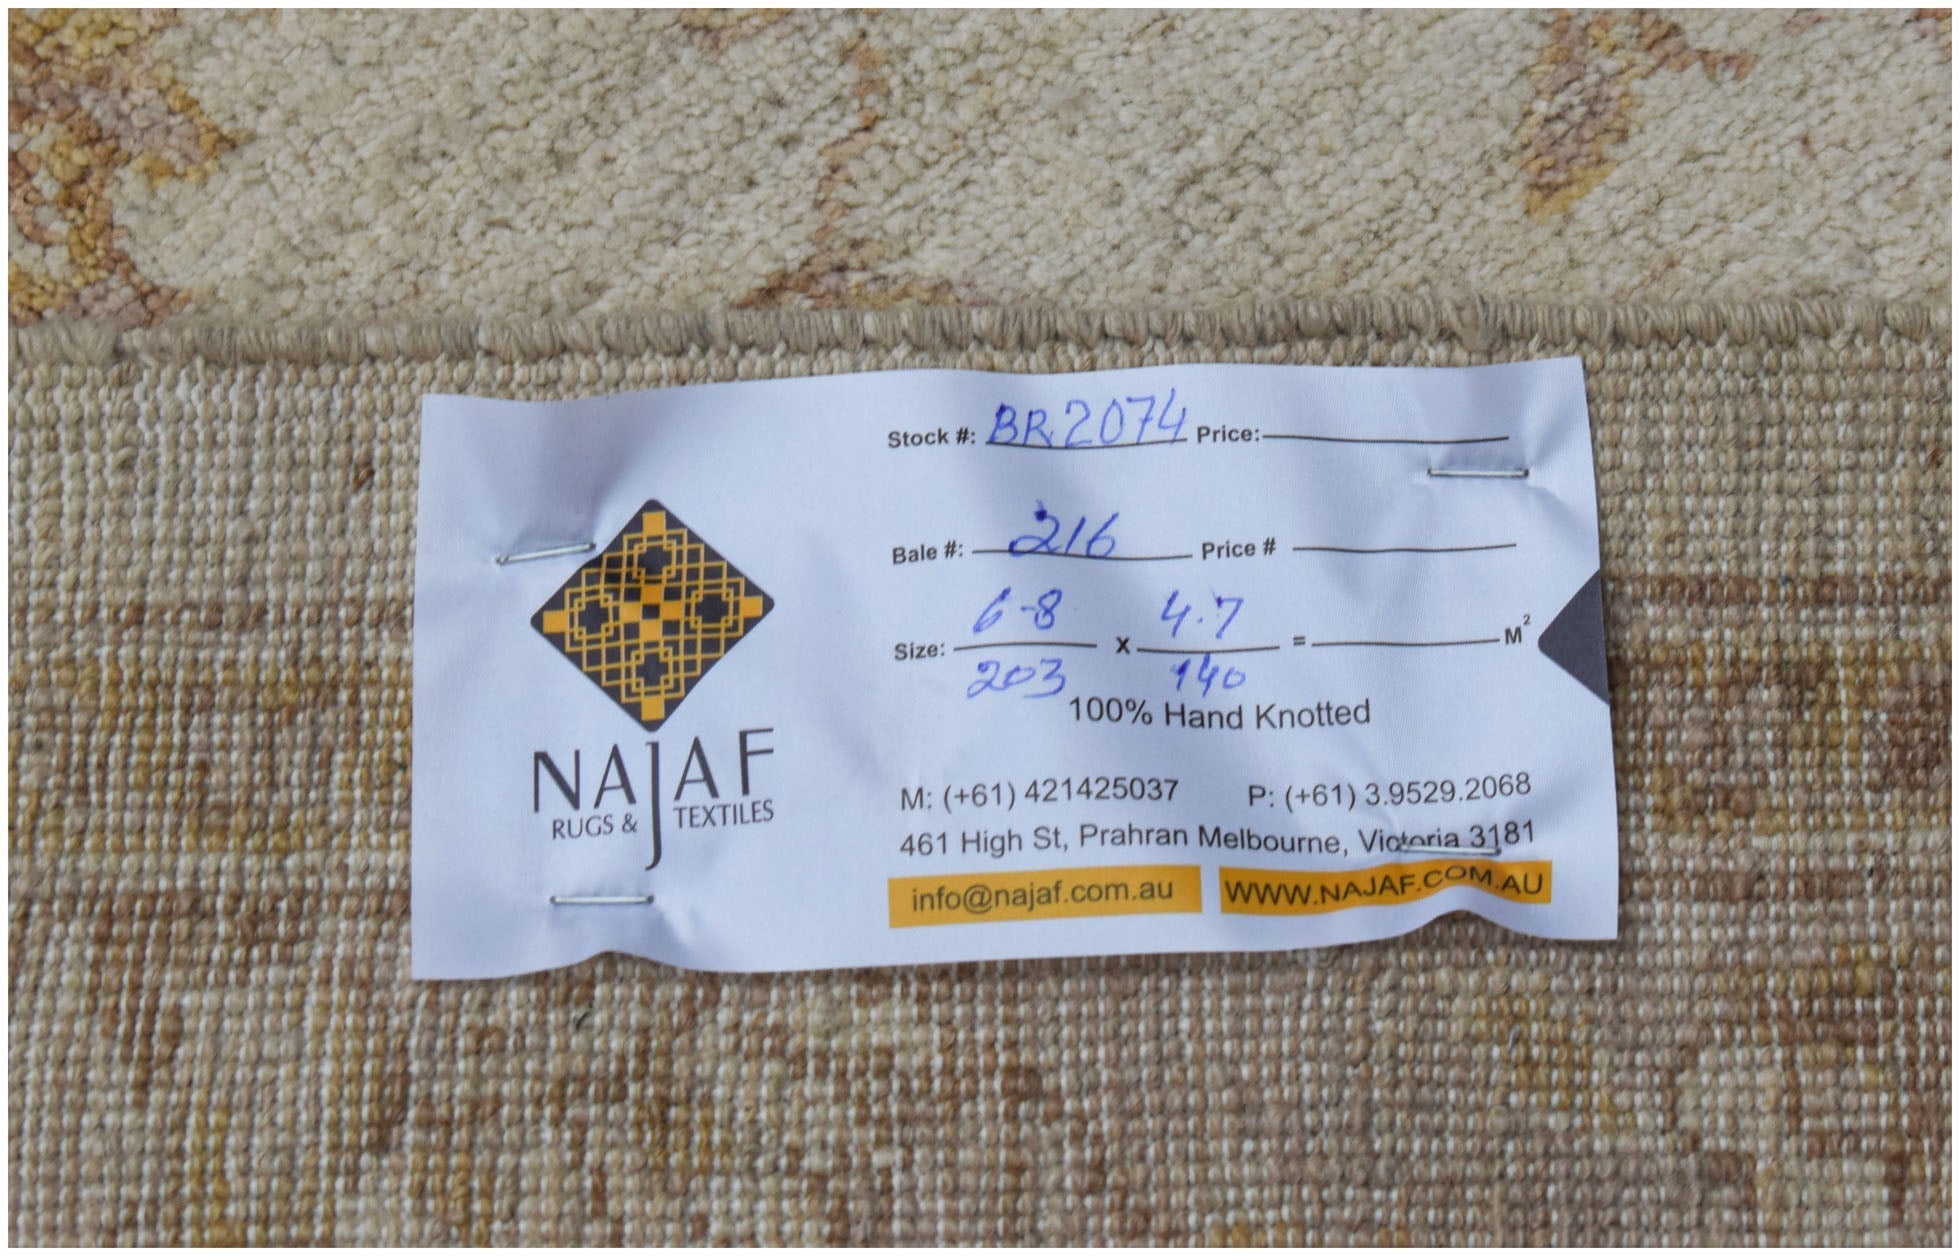 NAJAF
RUGS & TEXTILES
Stock #: BR2074 Price:
Bale #: 216 Price #
6-8 4.7
Size: x = M²
203 140
100% Hand Knotted
M: (+61) 421425037 P: (+61) 3.9529.2068
461 High St, Prahran Melbourne, Victoria 3181
info@najaf.com.au WWW.NAJAF.COM.AU